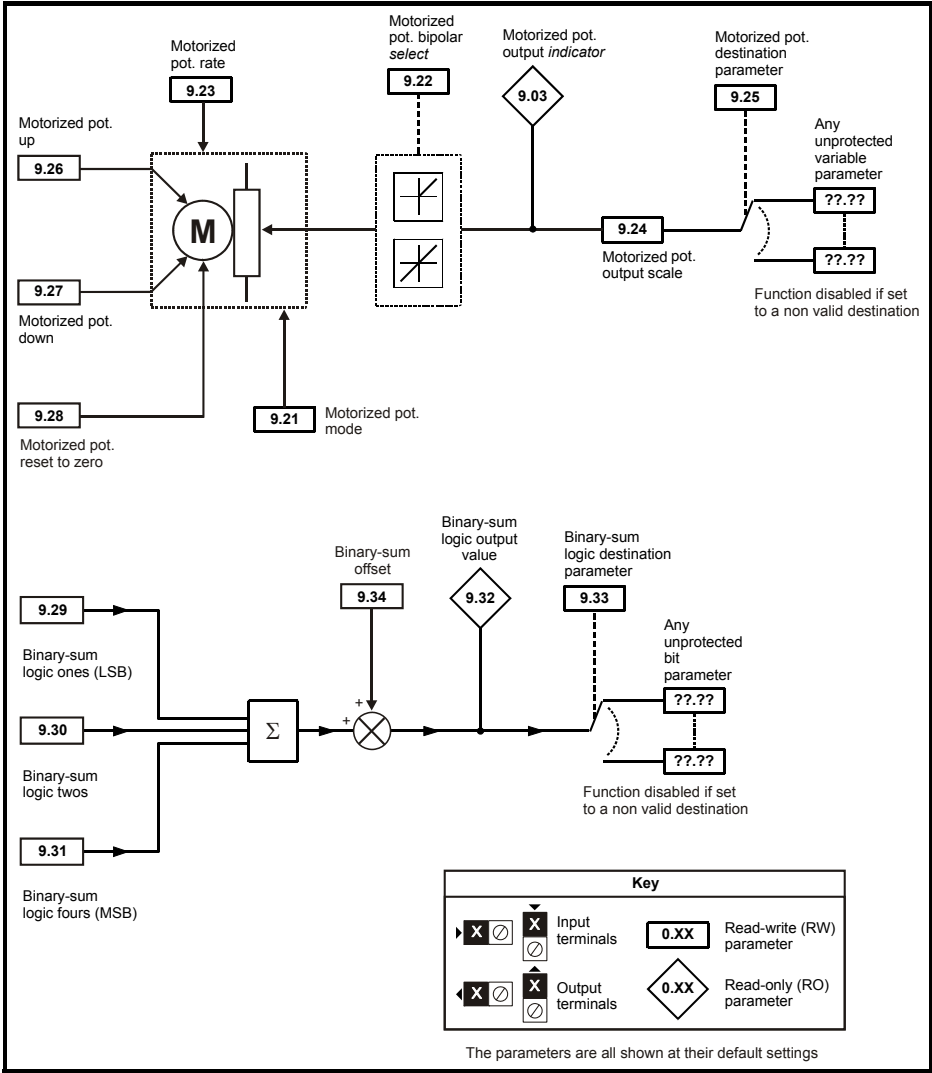 Motorized
pot. rate
9.23
Motorized
pot. bipolar
select
9.22
Motorized pot.
output indicator
9.03
Motorized pot.
destination
parameter
9.25
Motorized pot.
up
9.26
Any
unprotected
variable
parameter
??.??
??.??
M
9.24
Motorized pot.
output scale
9.27
Motorized pot.
down
Function disabled if set
to a non valid destination
9.28
Motorized pot.
reset to zero
9.21
Motorized pot.
mode
Binary-sum
offset
9.34
Binary-sum
logic output
value
9.32
Binary-sum
logic destination
parameter
9.33
9.29
Binary-sum
logic ones (LSB)
Any
unprotected
bit
parameter
??.??
??.??
9.30
Binary-sum
logic twos
Σ
+
+
Function disabled if set
to a non valid destination
9.31
Binary-sum
logic fours (MSB)
Key
X
X
Input
terminals
0.XX
Read-write (RW)
parameter
X
X
Output
terminals
0.XX
Read-only (RO)
parameter
The parameters are all shown at their default settings